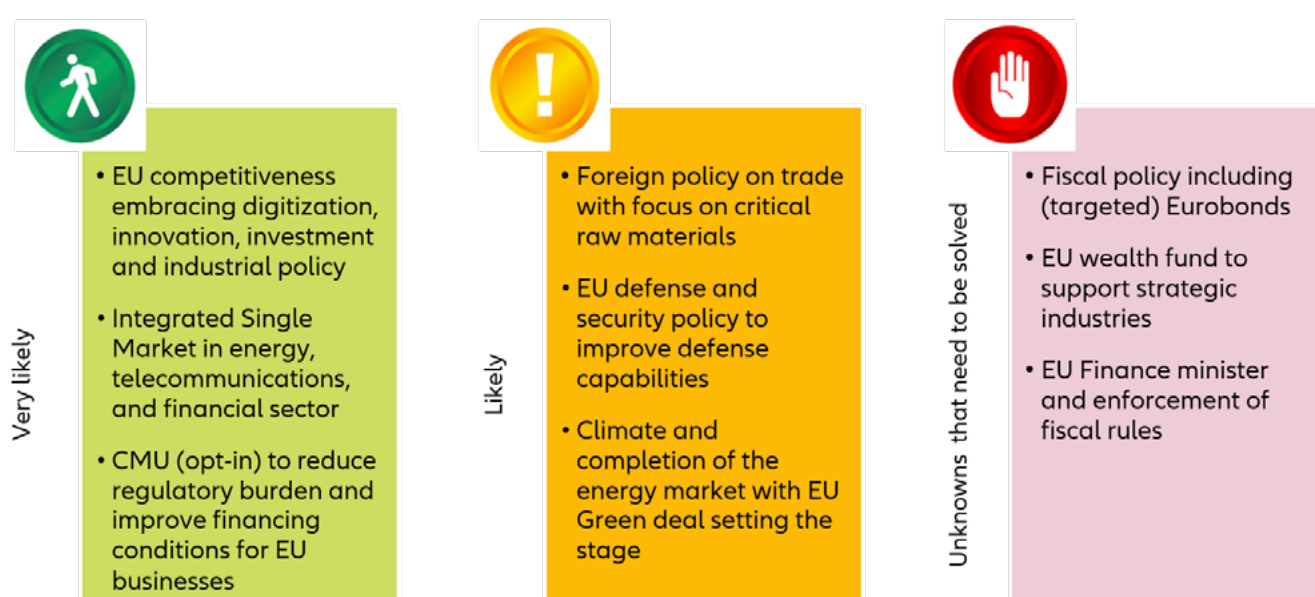 Very likely
• EU competitiveness
embracing digitization,
innovation, investment
and industrial policy
• Integrated Single
Market in energy,
telecommunications,
and financial sector
• CMU (opt-in) to reduce
regulatory burden and
improve financing
conditions for EU
businesses
Likely
• Foreign policy on trade
with focus on critical
raw materials
• EU defense and
security policy to
improve defense
capabilities
• Climate and
completion of the
energy market with EU
Green deal setting the
stage
Unknowns that need to be solved
• Fiscal policy including
(targeted) Eurobonds
• EU wealth fund to
support strategic
industries
• EU Finance minister
and enforcement of
fiscal rules